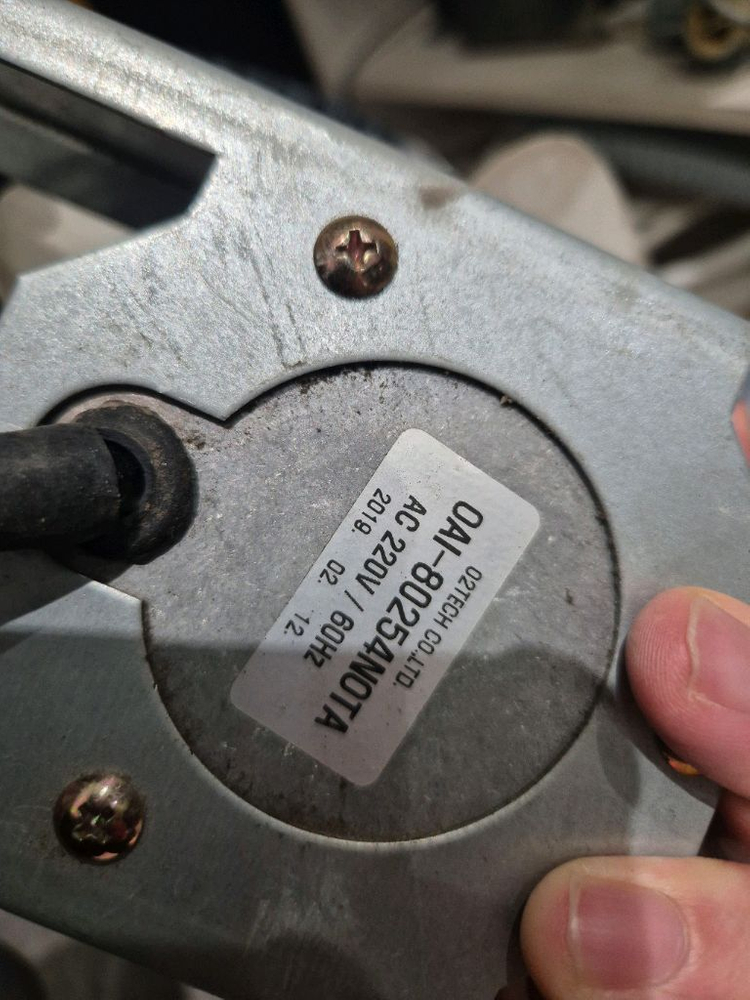 O2TECH CO.,LTD.
OAI-80254NOTA
AC 220V / 60Hz
2019. 02. 12.